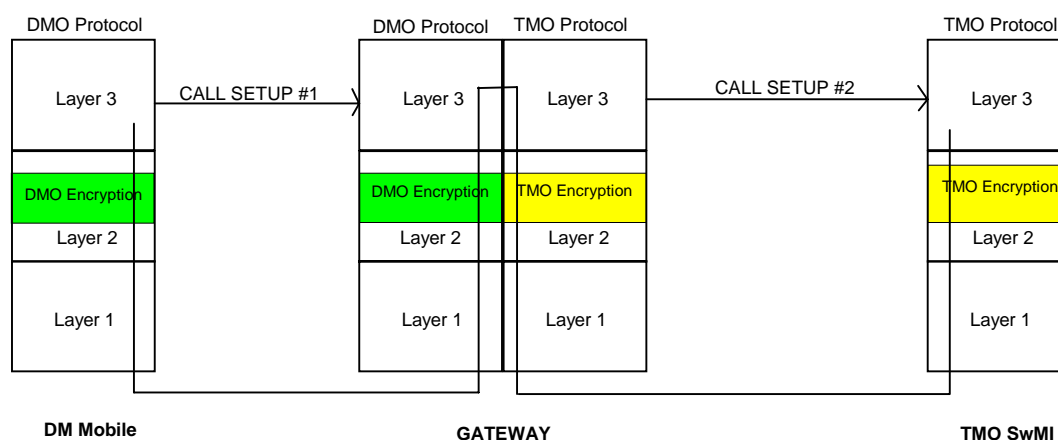 DMO Protocol
DMO Protocol
TMO Protocol
TMO Protocol
Layer 3
CALL SETUP #1
Layer 3
Layer 3
CALL SETUP #2
Layer 3
DMO Encryption
DMO Encryption
TMO Encryption
TMO Encryption
Layer 2
Layer 2
Layer 2
Layer 2
Layer 1
Layer 1
Layer 1
Layer 1
DM Mobile
GATEWAY
TMO SwMI